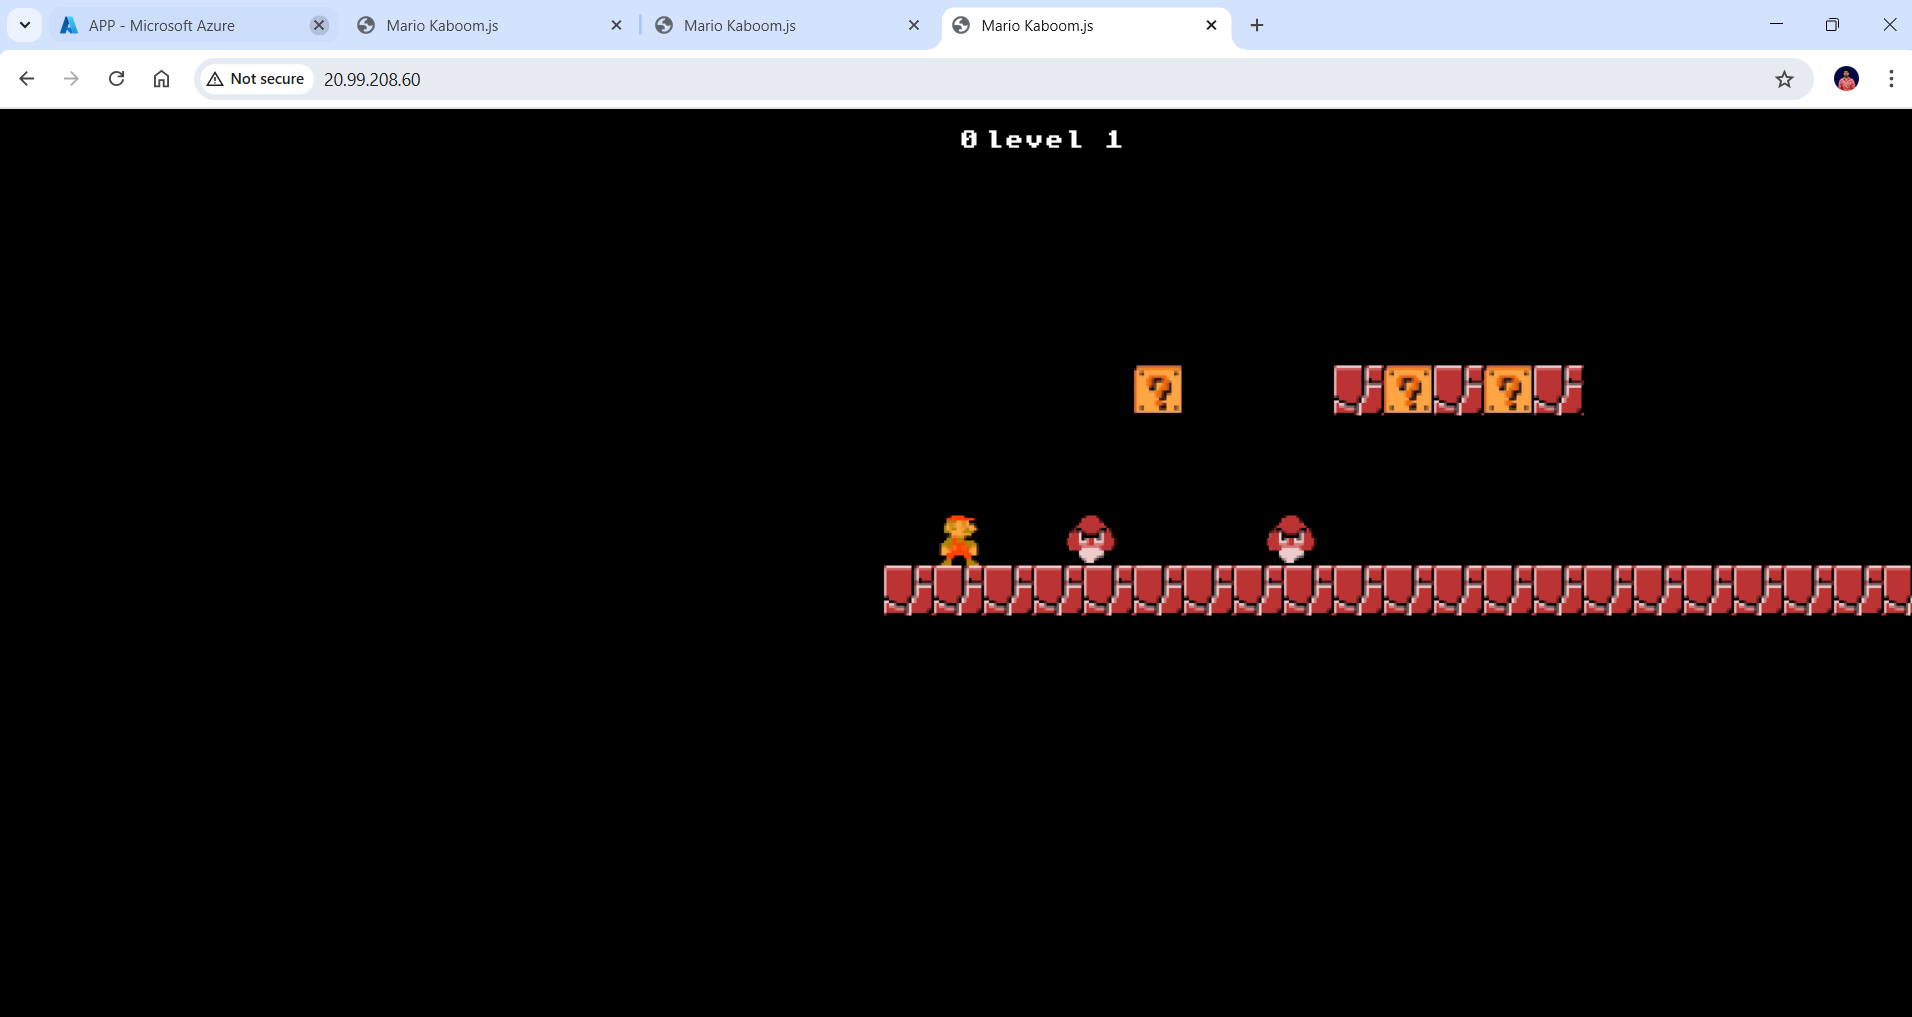 APP - Microsoft Azure
Mario Kaboom.js
Mario Kaboom.js
Mario Kaboom.js
Not secure
20.99.208.60
0 level 1
?
? ?